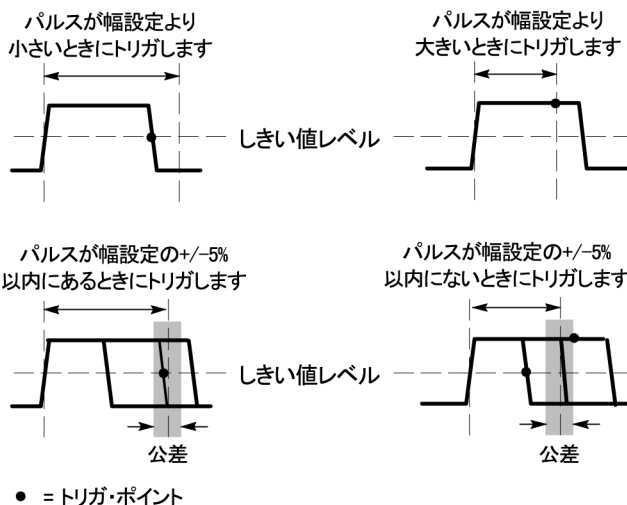 パルスが幅設定より
小さいときにトリガします
パルスが幅設定より
大きいときにトリガします
しきい値レベル
パルスが幅設定の+/-5%
以内にあるときにトリガします
パルスが幅設定の+/-5%
以内にないときにトリガします
しきい値レベル
公差
公差
● = トリガ・ポイント